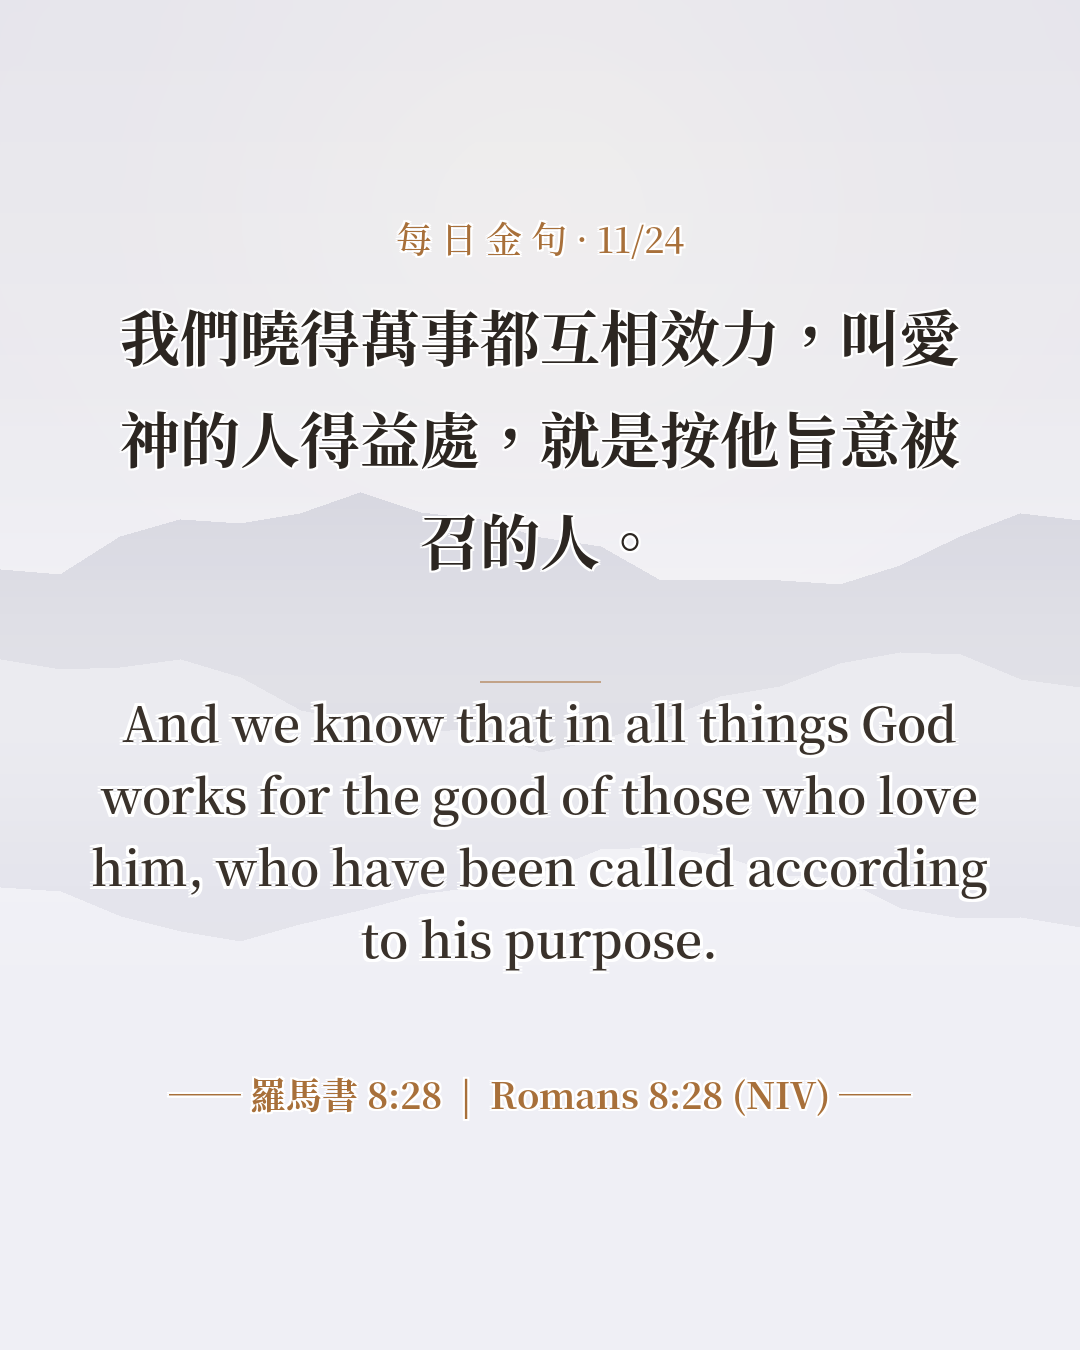 每日金句 · 11/24
我們曉得萬事都互相效力，叫愛
神的人得益處，就是按他旨意被
召的人。
And we know that in all things God
works for the good of those who love
him, who have been called according
to his purpose.
—— 羅馬書 8:28 ｜ Romans 8:28 (NIV) ——